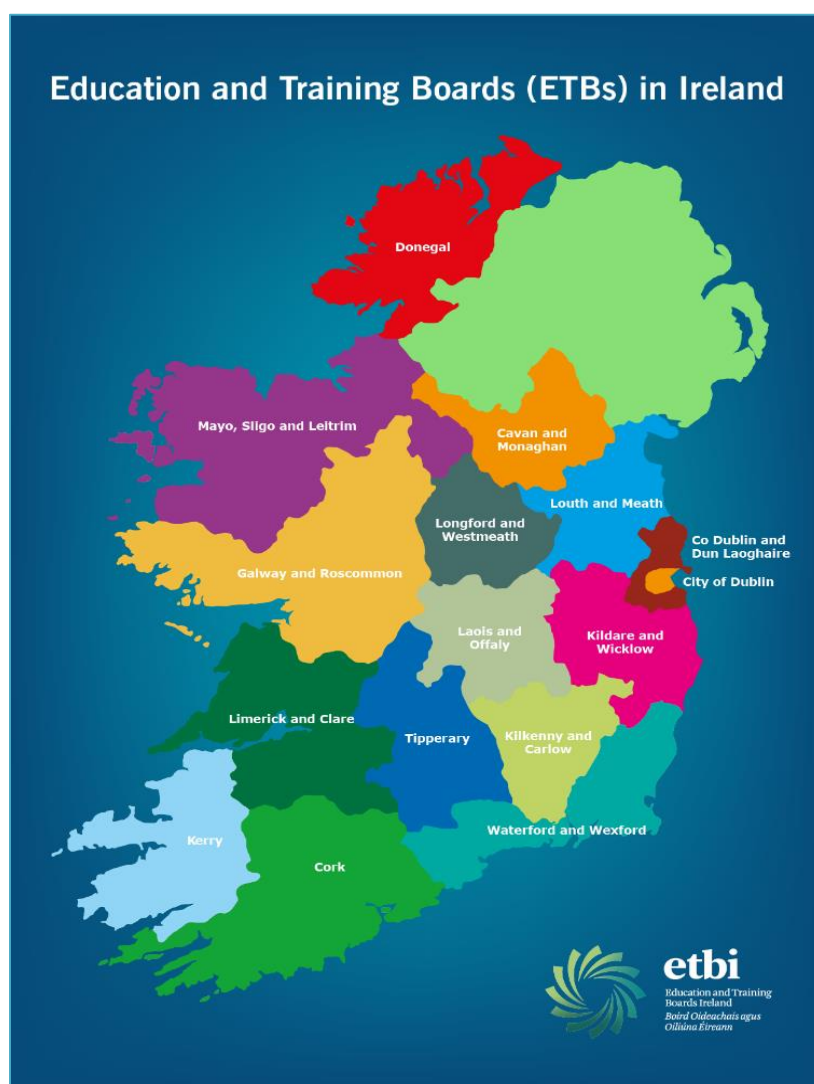 Education and Training Boards (ETBs) in Ireland
Donegal
Mayo, Sligo and Leitrim
Cavan and
Monaghan
Louth and Meath
Longford and
Westmeath
Co Dublin and
Dun Laoghaire
City of Dublin
Galway and Roscommon
Laois and
Offaly
Kildare and
Wicklow
Limerick and Clare
Tipperary
Kilkenny and
Carlow
Waterford and Wexford
Kerry
Cork
etbi
Education and Training
Boards Ireland
Boird Oideachais agus
Oiliúna Éireann